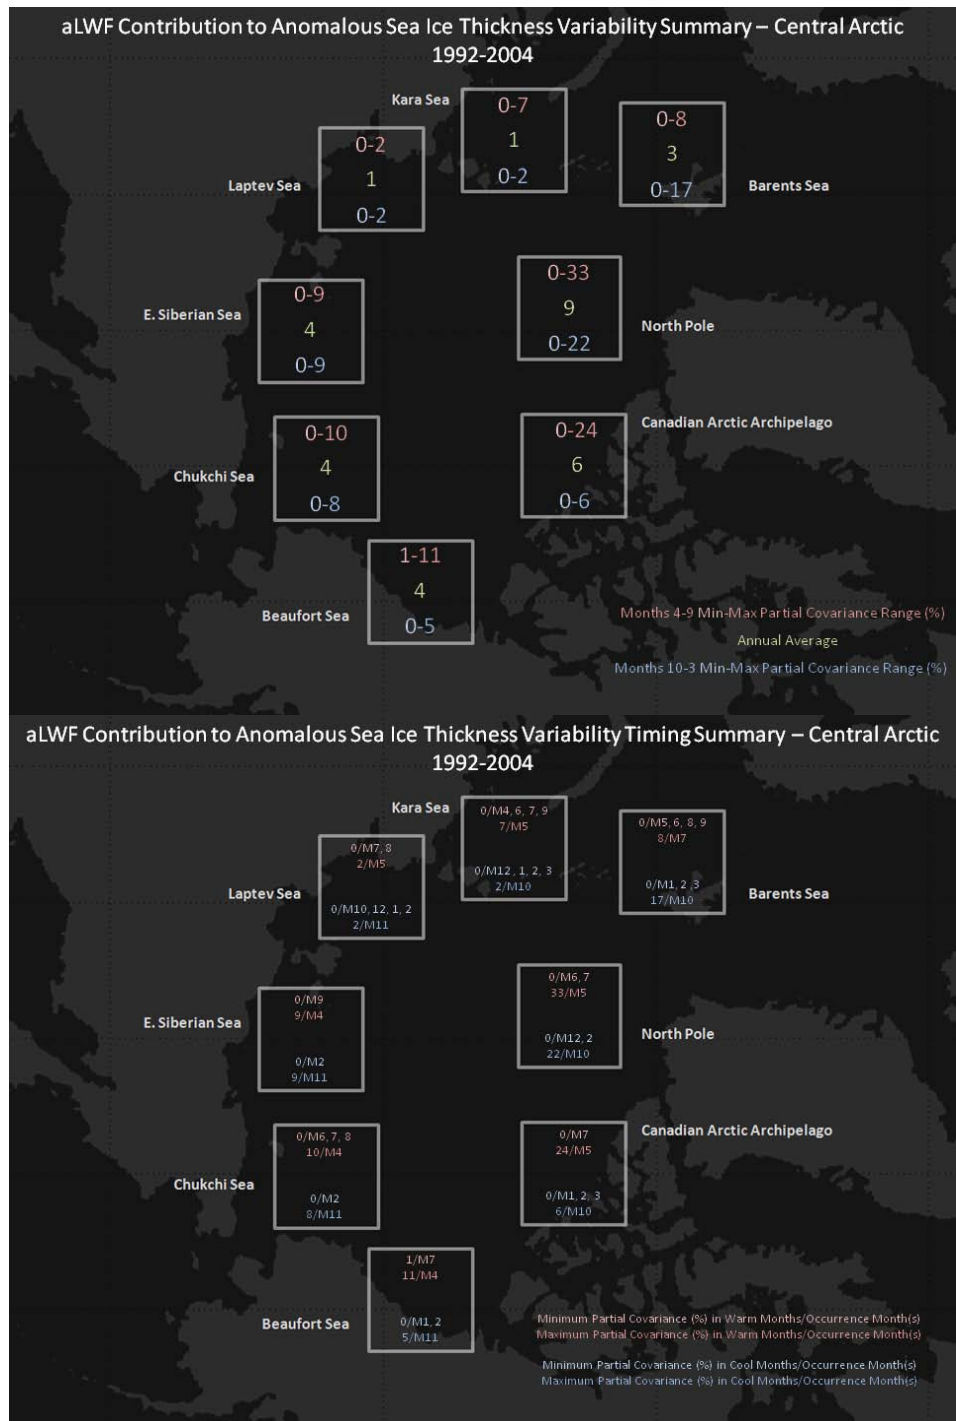 aLWF Contribution to Anomalous Sea Ice Thickness Variability Summary – Central Arctic
1992-2004
Kara Sea
0-7
1
0-2
0-8
3
0-17
Barents Sea
Laptev Sea
0-2
1
0-2
E. Siberian Sea
0-9
4
0-9
0-33
9
0-22
North Pole
Chukchi Sea
0-10
4
0-8
0-24
6
0-6
Canadian Arctic Archipelago
Beaufort Sea
1-11
4
0-5
Months 4-9 Min-Max Partial Covariance Range (%)
Annual Average
Months 10-3 Min-Max Partial Covariance Range (%)
aLWF Contribution to Anomalous Sea Ice Thickness Variability Timing Summary – Central Arctic
1992-2004
Kara Sea
0/M4, 6, 7, 9
7/M5
0/M12, 1, 2, 3
2/M10
0/M5, 6, 8, 9
8/M7
0/M1, 2, 3
17/M10
Barents Sea
Laptev Sea
0/M7, 8
2/M5
0/M10, 12, 1, 2
2/M11
E. Siberian Sea
0/M9
9/M4
0/M2
9/M11
0/M6, 7
33/M5
0/M12, 2
22/M10
North Pole
Chukchi Sea
0/M6, 7, 8
10/M4
0/M2
8/M11
0/M7
24/M5
0/M1, 2, 3
6/M10
Canadian Arctic Archipelago
Beaufort Sea
1/M7
11/M4
0/M1, 2
5/M11
Minimum Partial Covariance (%) in Warm Months/Occurrence Month(s)
Maximum Partial Covariance (%) in Warm Months/Occurrence Month(s)
Minimum Partial Covariance (%) in Cool Months/Occurrence Month(s)
Maximum Partial Covariance (%) in Cool Months/Occurrence Month(s)